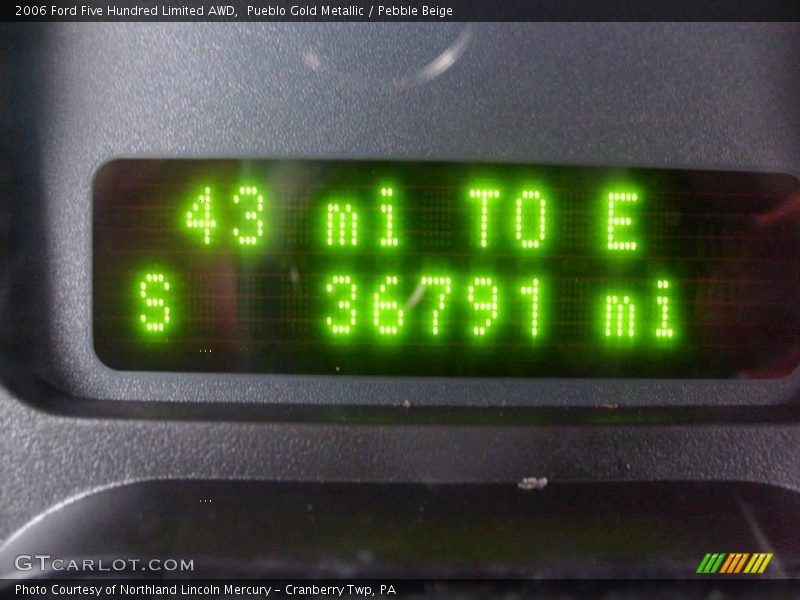 2006 Ford Five Hundred Limited AWD,  Pueblo Gold Metallic / Pebble Beige
43 mi TO E
S 36791 mi
GTCARLOT.COM
Photo Courtesy of Northland Lincoln Mercury - Cranberry Twp, PA